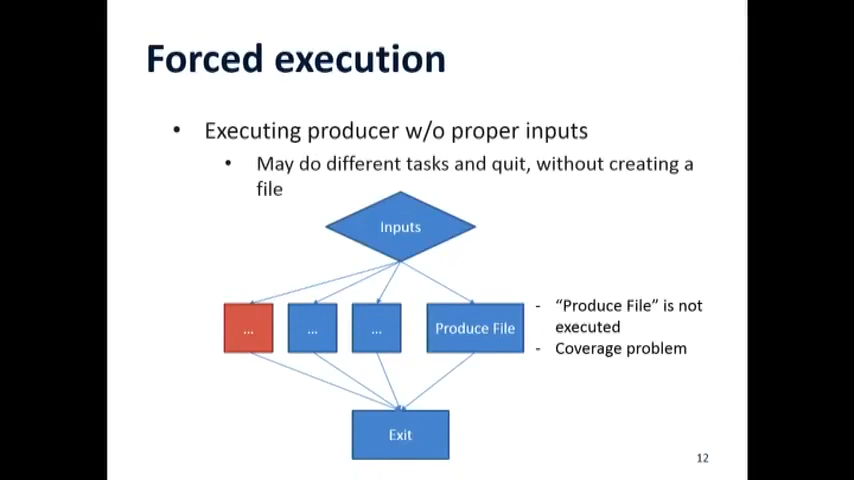 Forced execution
• Executing producer w/o proper inputs
• May do different tasks and quit, without creating a
file
Inputs
... ... ... Produce File
- “Produce File” is not
executed
- Coverage problem
Exit
12